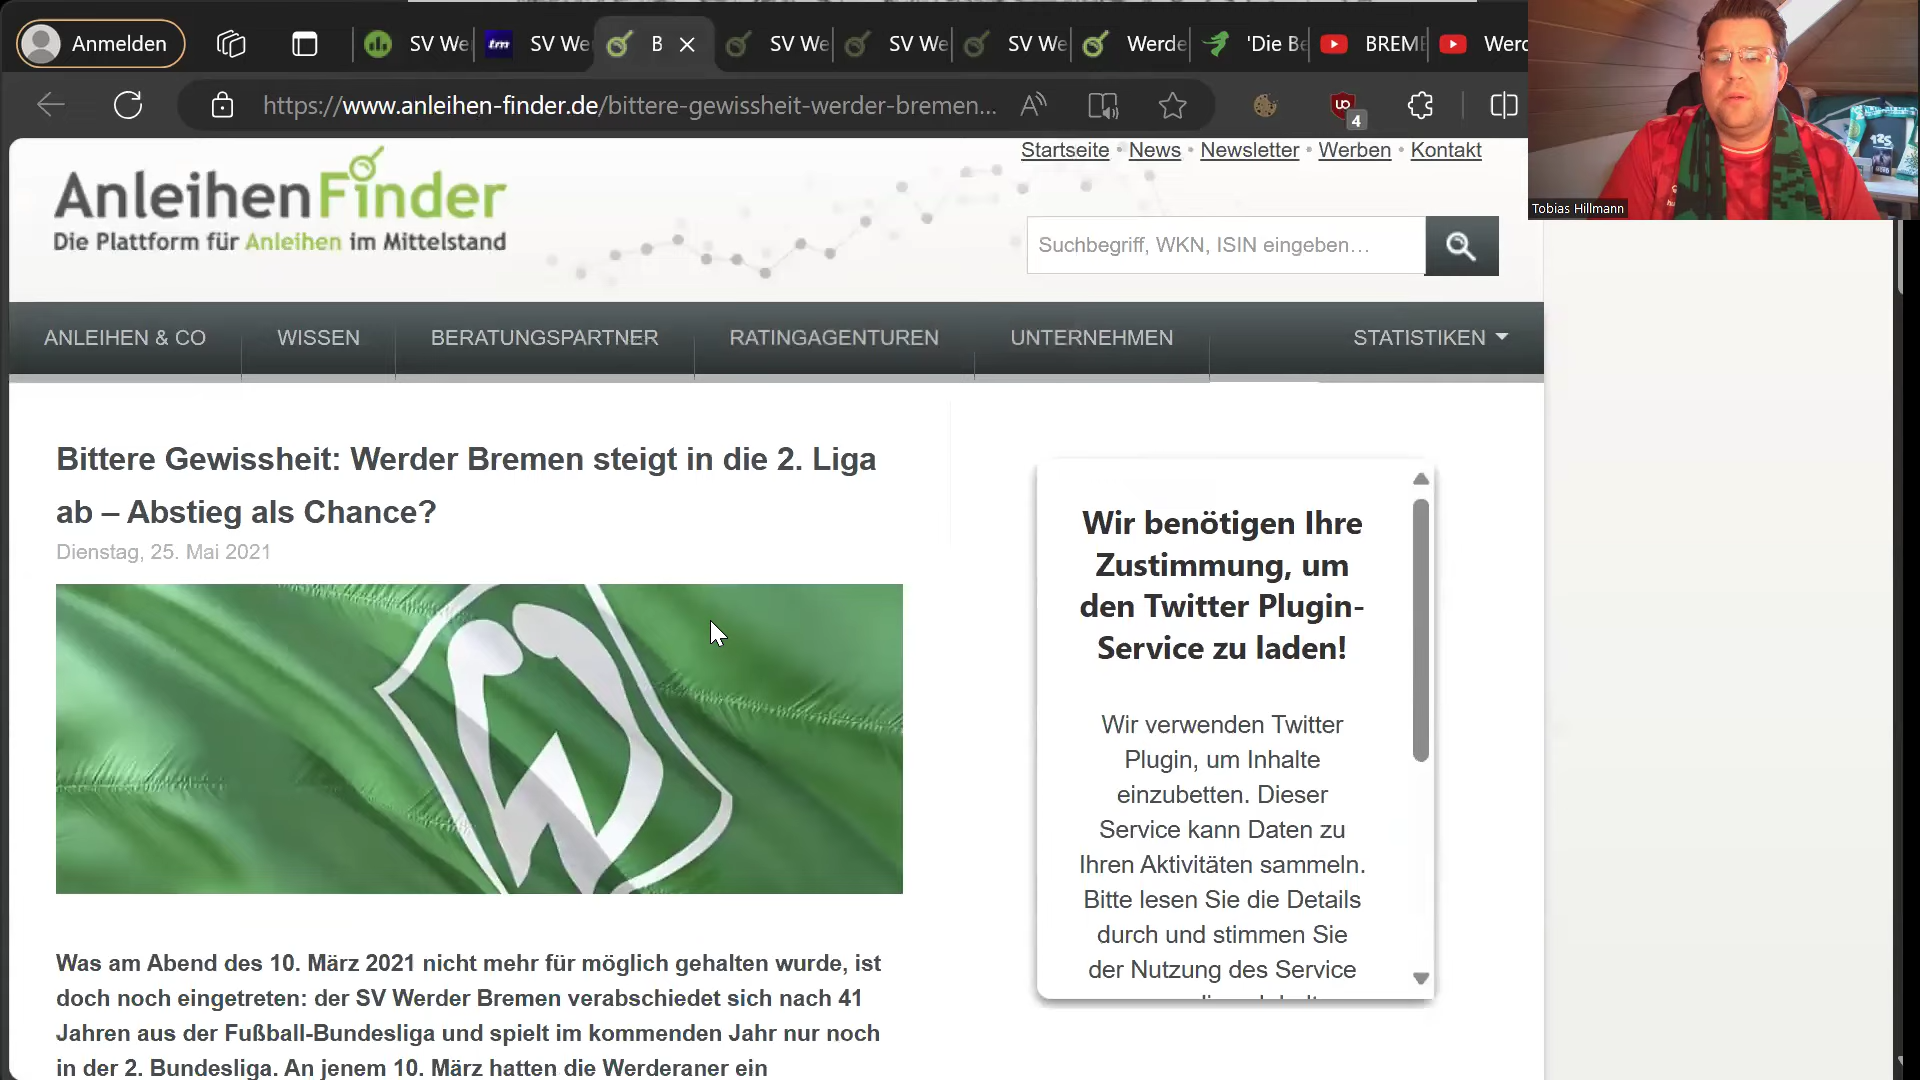 Anmelden
SV We
tm
SV We
B
SV We
SV We
SV We
Werde
'Die Be
BREME
Werd
https://www.anleihen-finder.de/bittere-gewissheit-werder-bremen...
4
AnleihenFinder
Die Plattform für Anleihen im Mittelstand
Startseite • News • Newsletter • Werben • Kontakt
Suchbegriff, WKN, ISIN eingeben…
Tobias Hillmann
ANLEIHEN & CO
WISSEN
BERATUNGSPARTNER
RATINGAGENTUREN
UNTERNEHMEN
STATISTIKEN
Bittere Gewissheit: Werder Bremen steigt in die 2. Liga
ab – Abstieg als Chance?
Dienstag, 25. Mai 2021
Was am Abend des 10. März 2021 nicht mehr für möglich gehalten wurde, ist
doch noch eingetreten: der SV Werder Bremen verabschiedet sich nach 41
Jahren aus der Fußball-Bundesliga und spielt im kommenden Jahr nur noch
in der 2. Bundesliga. An jenem 10. März hatten die Werderaner ein
Wir benötigen Ihre
Zustimmung, um
den Twitter Plugin-
Service zu laden!
Wir verwenden Twitter
Plugin, um Inhalte
einzubetten. Dieser
Service kann Daten zu
Ihren Aktivitäten sammeln.
Bitte lesen Sie die Details
durch und stimmen Sie
der Nutzung des Service